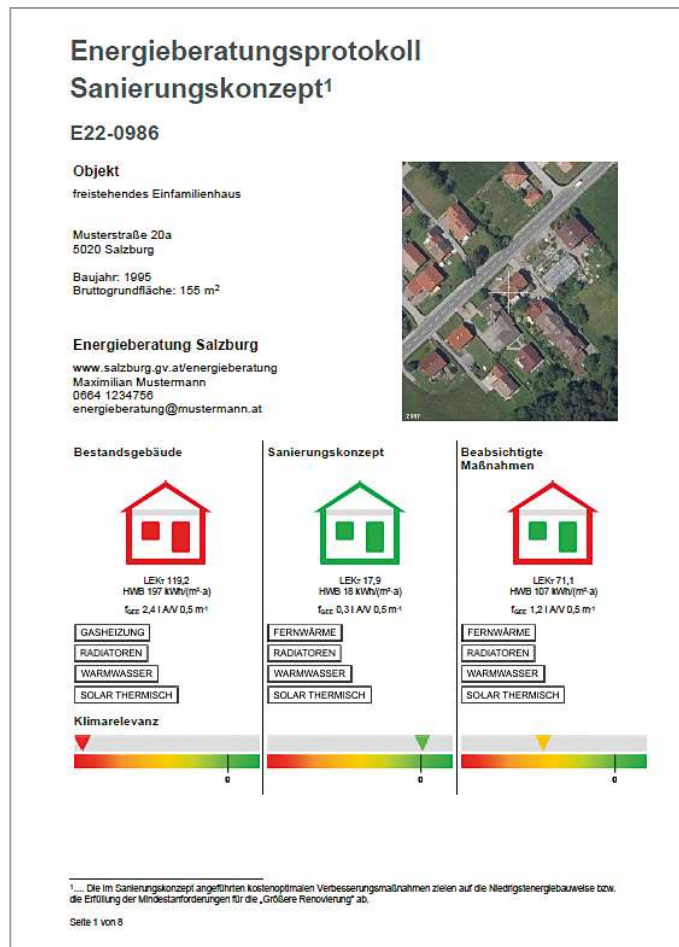 Energieberatungsprotokoll
Sanierungskonzept¹
E22-0986
Objekt
freistehendes Einfamilienhaus
Musterstraße 20a
5020 Salzburg
Baujahr: 1995
Bruttogrundfläche: 155 m²
Energieberatung Salzburg
www.salzburg.gv.at/energieberatung
Maximilian Mustermann
0664 1234756
energieberatung@mustermann.at
Bestandsgebäude
LEKT 119,2
HWB 197 kWh/(m²·a)
fGEE 2,4 I A/V 0,5 m⁻¹
GASHEIZUNG
RADIATOREN
WARMWASSER
SOLAR THERMISCH
Sanierungskonzept
LEKT 17,9
HWB 18 kWh/(m²·a)
fGEE 0,3 I A/V 0,5 m⁻¹
FERNWÄRME
RADIATOREN
WARMWASSER
SOLAR THERMISCH
Beabsichtigte
Maßnahmen
LEKT 71,1
HWB 107 kWh/(m²·a)
fGEE 1,2 I A/V 0,5 m⁻¹
FERNWÄRME
RADIATOREN
WARMWASSER
SOLAR THERMISCH
Klimarelevanz
0
0
0
¹.... Die im Sanierungskonzept angeführten kostenoptimalen Verbesserungsmaßnahmen zielen auf die Niedrigstenergiebauweise bzw.
die Erfüllung der Mindestanforderungen für die „Größere Renovierung" ab.
Seite 1 von 8